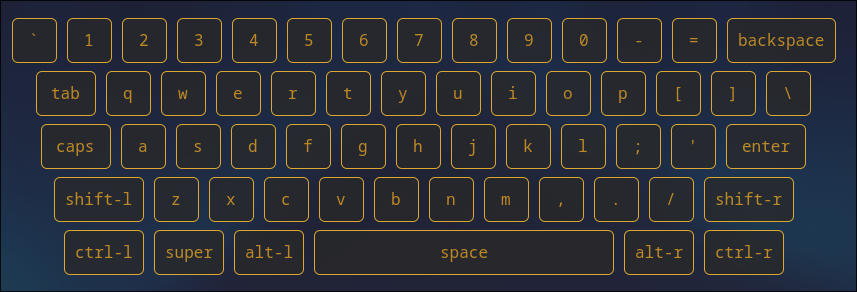 ` 1 2 3 4 5 6 7 8 9 0 - = backspace
tab q w e r t y u i o p [ ] \
caps a s d f g h j k l ; ' enter
shift-l z x c v b n m , . / shift-r
ctrl-l super alt-l space alt-r ctrl-r